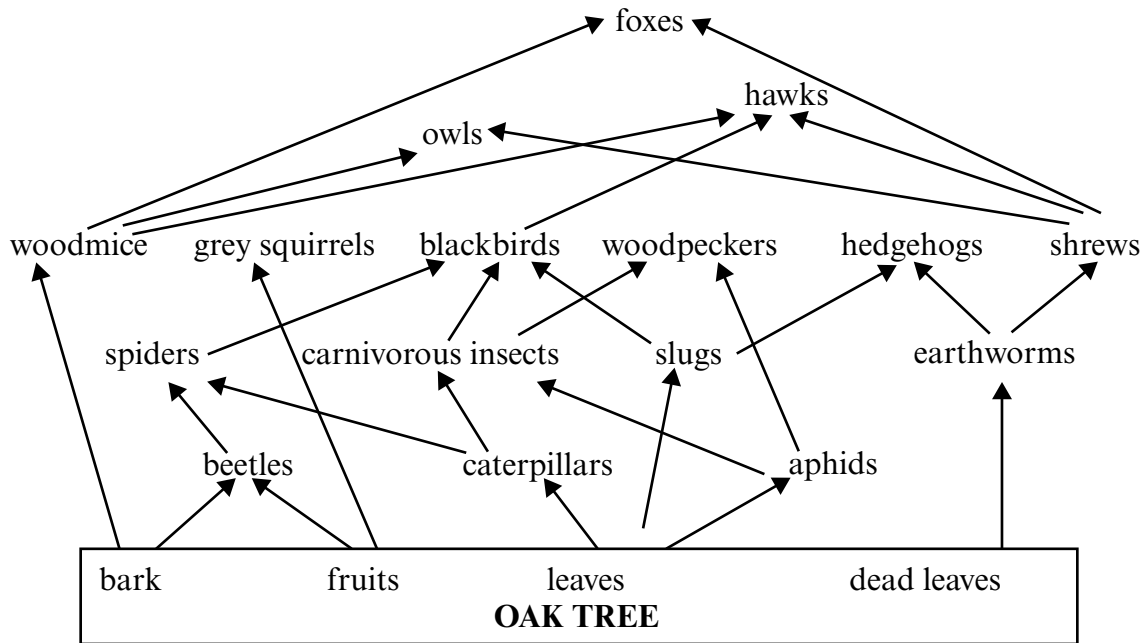 foxes
hawks
owls
woodmice grey squirrels blackbirds woodpeckers hedgehogs shrews
spiders carnivorous insects slugs earthworms
beetles caterpillars aphids
bark fruits leaves dead leaves
OAK TREE